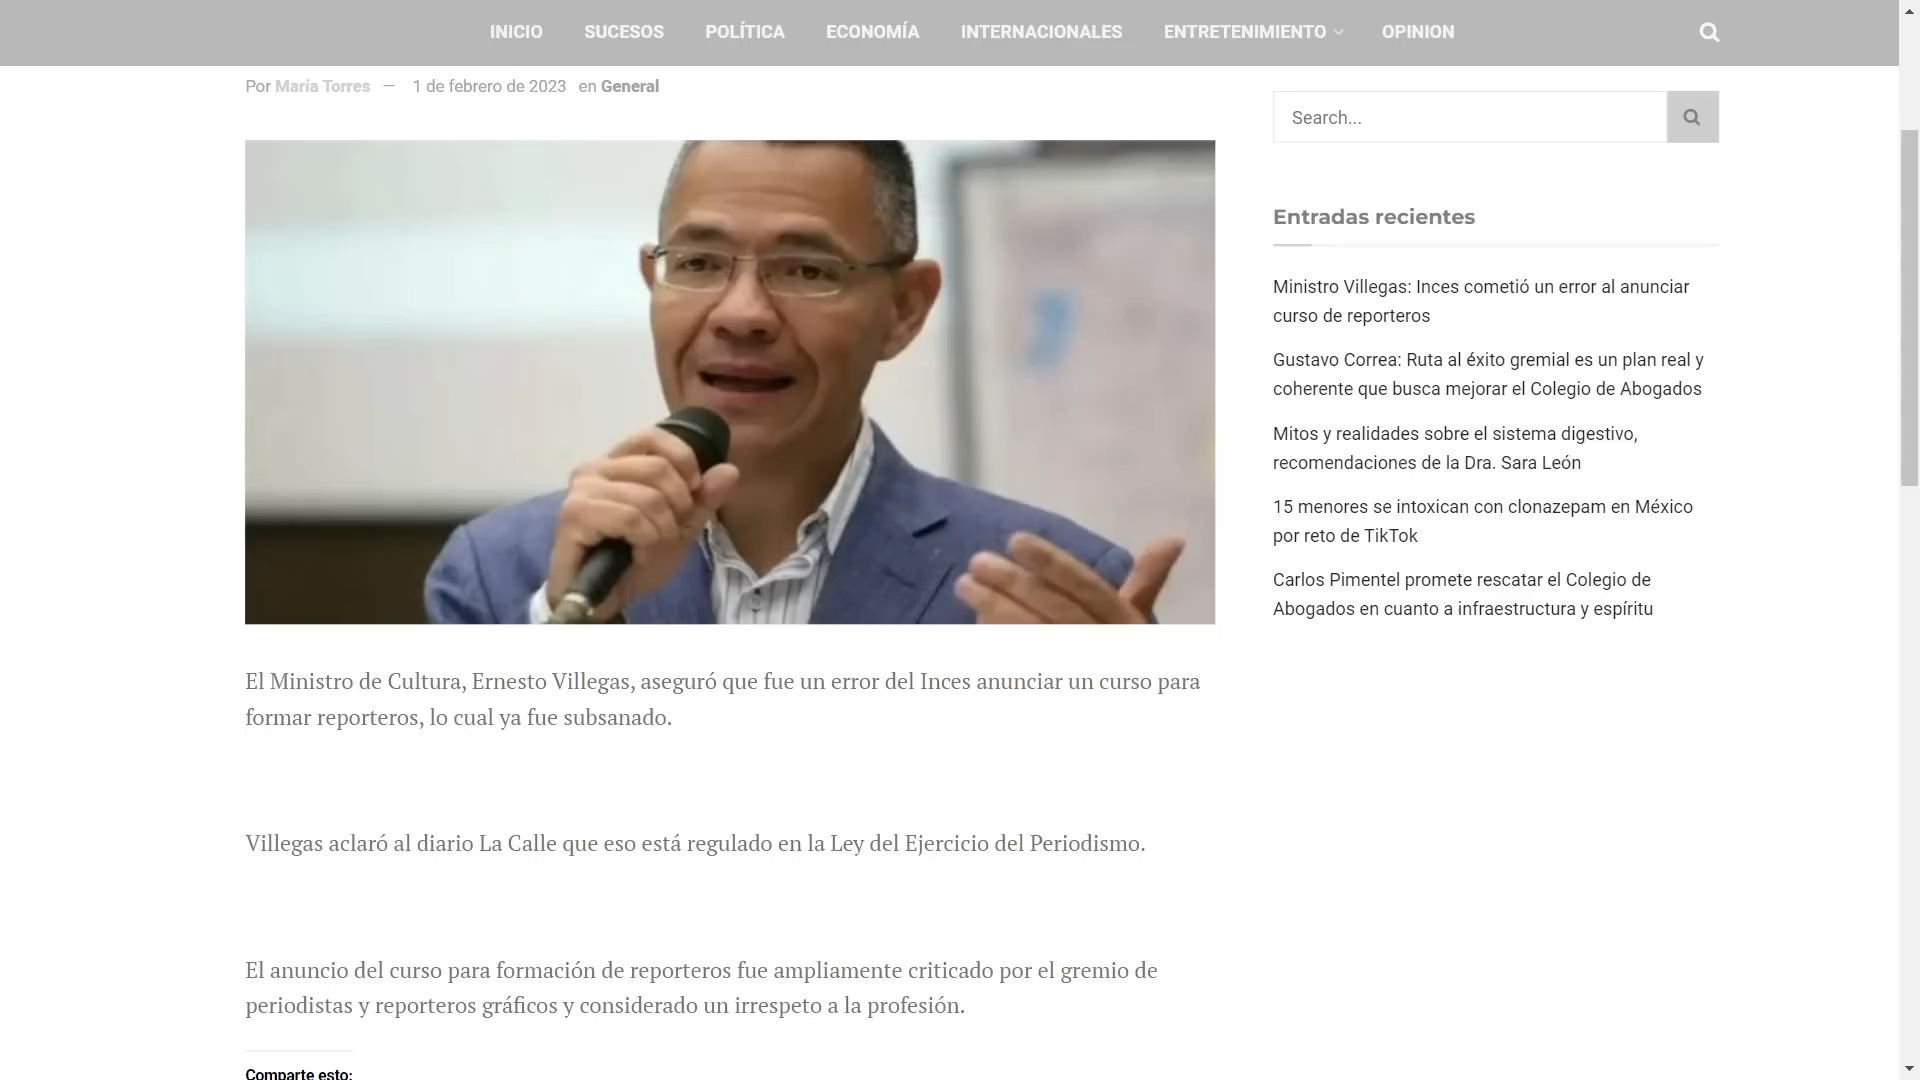 INICIO SUCESOS POLÍTICA ECONOMÍA INTERNACIONALES ENTRETENIMIENTO OPINION
Por María Torres — 1 de febrero de 2023 en General
El Ministro de Cultura, Ernesto Villegas, aseguró que fue un error del Inces anunciar un curso para
formar reporteros, lo cual ya fue subsanado.
Villegas aclaró al diario La Calle que eso está regulado en la Ley del Ejercicio del Periodismo.
El anuncio del curso para formación de reporteros fue ampliamente criticado por el gremio de
periodistas y reporteros gráficos y considerado un irrespeto a la profesión.
Comparte esto:
Search...
Entradas recientes
Ministro Villegas: Inces cometió un error al anunciar
curso de reporteros
Gustavo Correa: Ruta al éxito gremial es un plan real y
coherente que busca mejorar el Colegio de Abogados
Mitos y realidades sobre el sistema digestivo,
recomendaciones de la Dra. Sara León
15 menores se intoxican con clonazepam en México
por reto de TikTok
Carlos Pimentel promete rescatar el Colegio de
Abogados en cuanto a infraestructura y espíritu